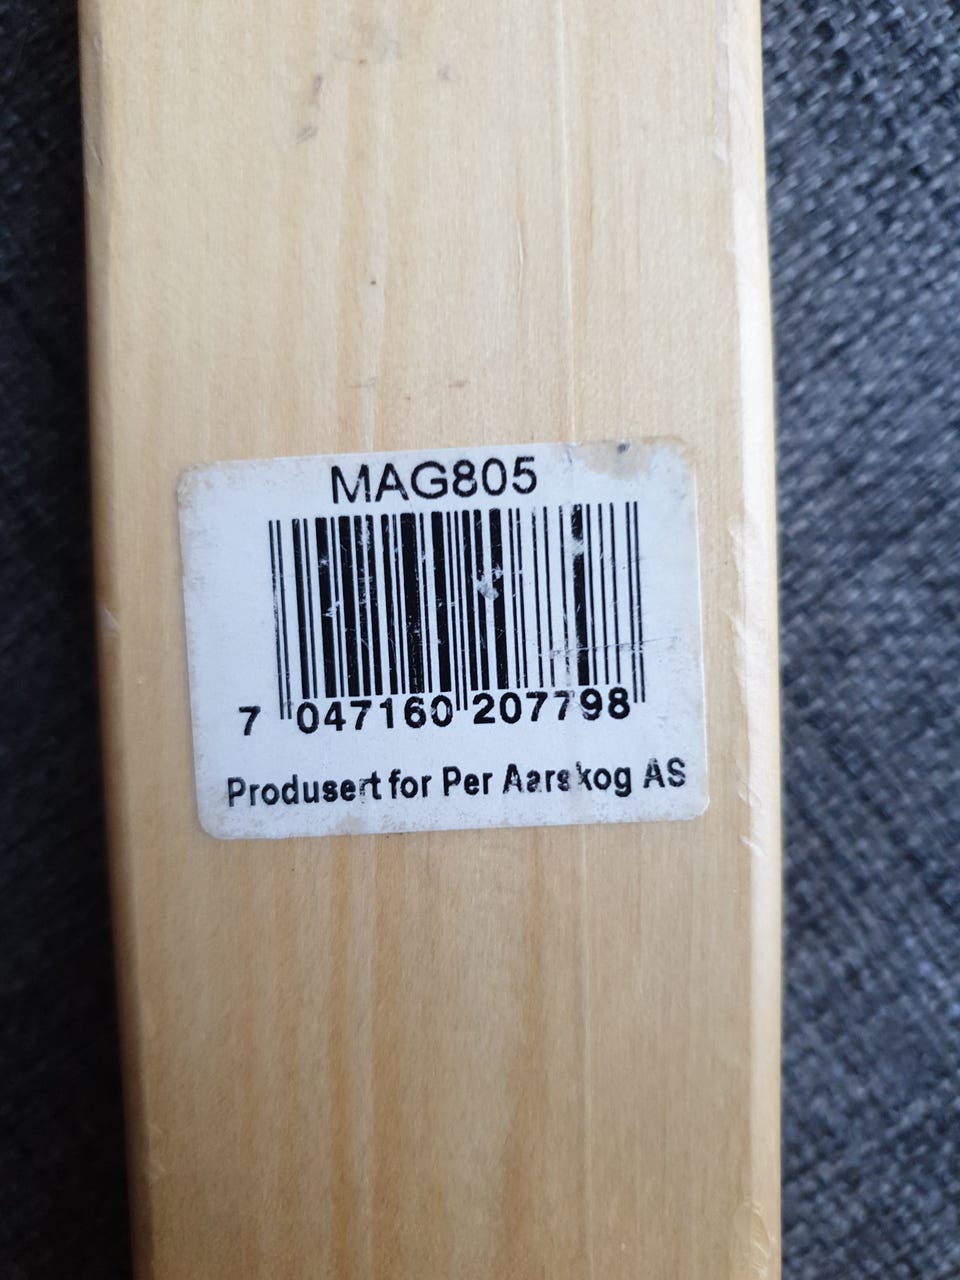 MAG805
7 047160 207798
Produsert for Per Aarskog AS